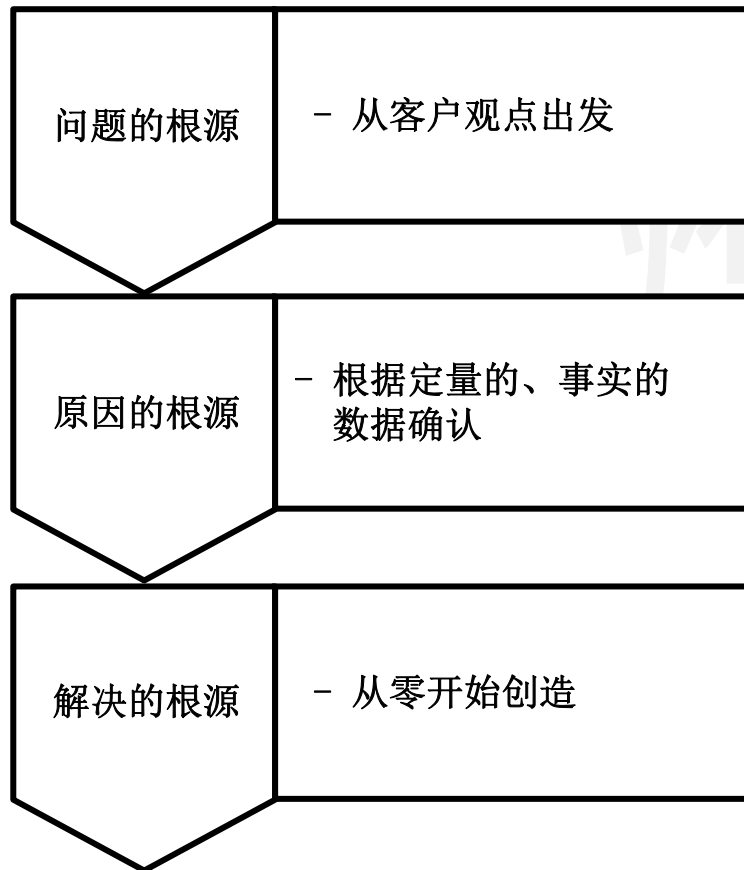 问题的根源
- 从客户观点出发
原因的根源
- 根据定量的、事实的
数据确认
解决的根源
- 从零开始创造